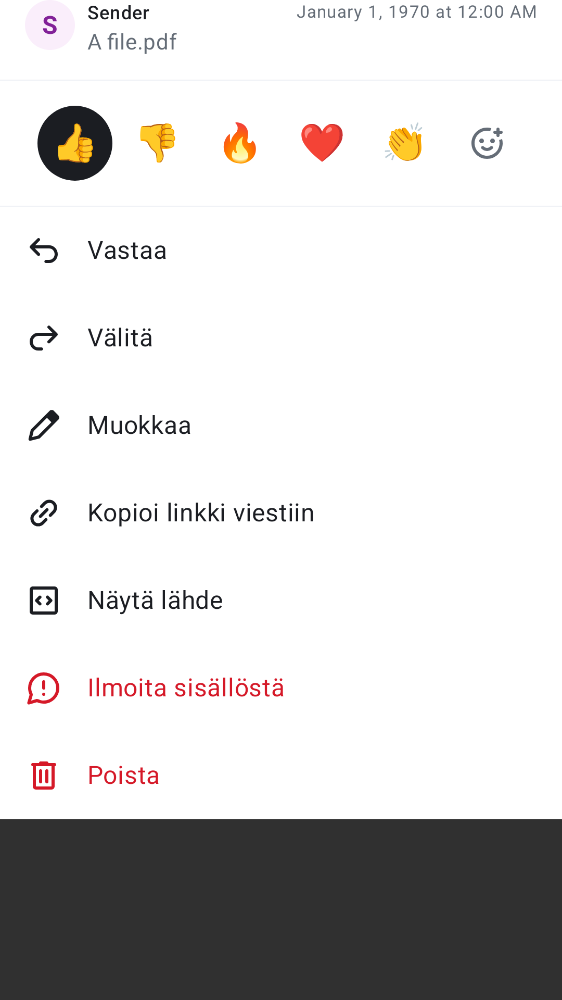 S
Sender
January 1, 1970 at 12:00 AM
A file.pdf
Vastaa
Välitä
Muokkaa
Kopioi linkki viestiin
Näytä lähde
Ilmoita sisällöstä
Poista